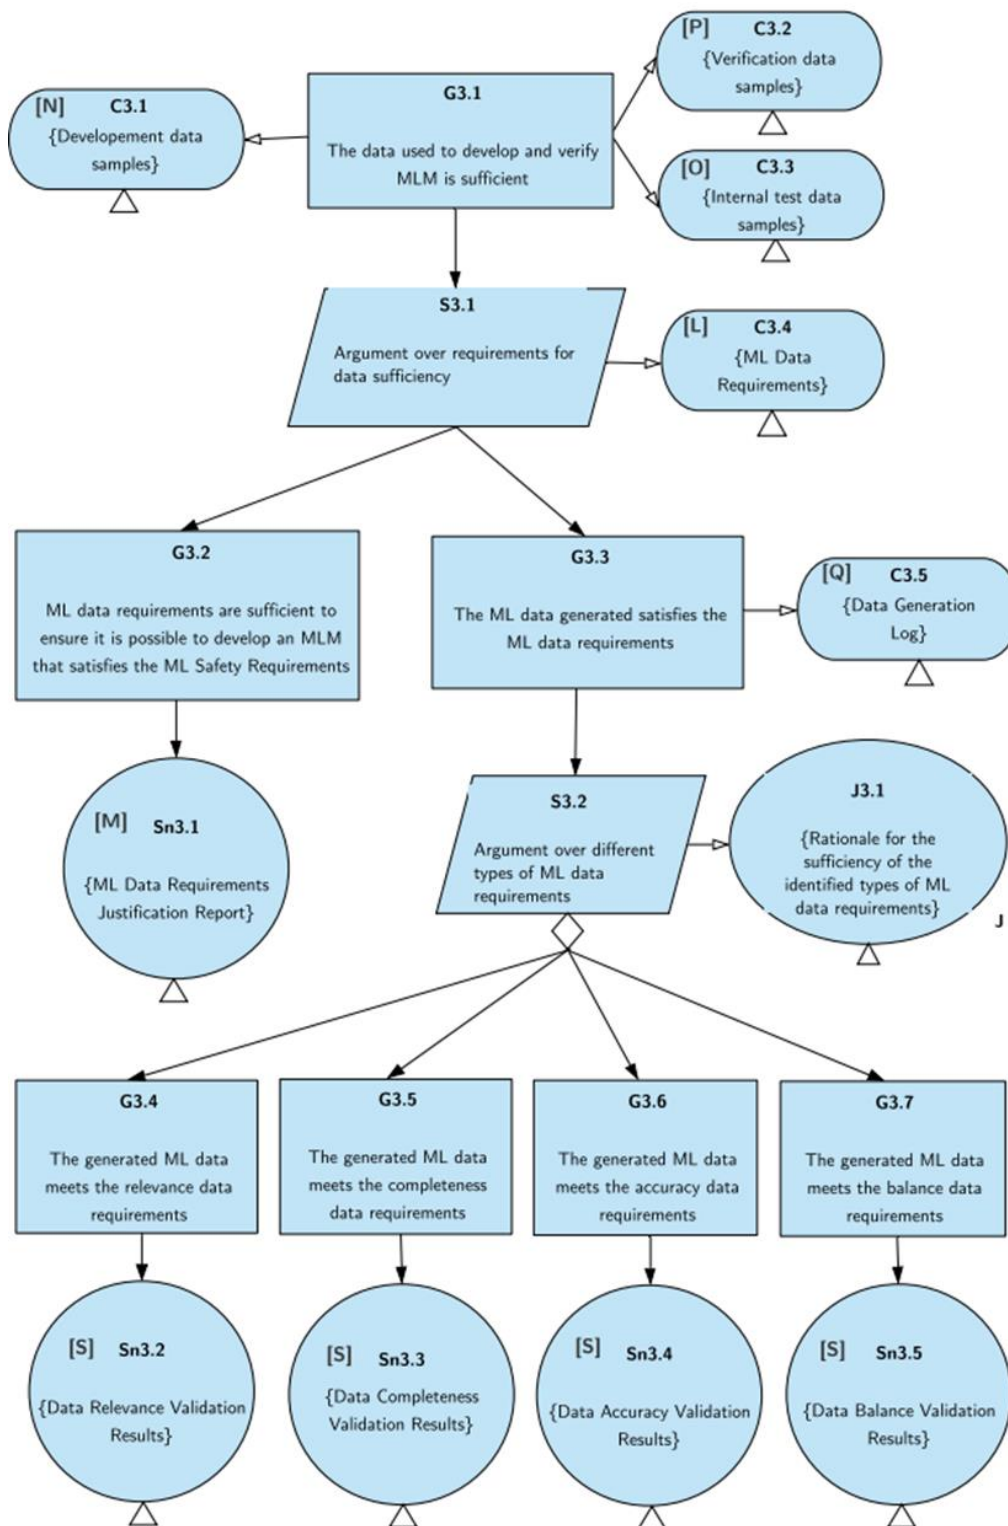 [P] C3.2
{Verification data
samples}
[N] C3.1
{Developement data
samples}
G3.1
The data used to develop and verify
MLM is sufficient
[O] C3.3
{Internal test data
samples}
S3.1
Argument over requirements for
data sufficiency
[L] C3.4
{ML Data
Requirements}
G3.2
ML data requirements are sufficient to
ensure it is possible to develop an MLM
that satisfies the ML Safety Requirements
G3.3
The ML data generated satisfies the
ML data requirements
[Q] C3.5
{Data Generation
Log}
[M] Sn3.1
{ML Data Requirements
Justification Report}
S3.2
Argument over different
types of ML data
requirements
J3.1
{Rationale for the
sufficiency of the
identified types of ML
data requirements}
J
G3.4
The generated ML data
meets the relevance data
requirements
G3.5
The generated ML data
meets the completeness
data requirements
G3.6
The generated ML data
meets the accuracy data
requirements
G3.7
The generated ML data
meets the balance data
requirements
[S] Sn3.2
{Data Relevance Validation
Results}
[S] Sn3.3
{Data Completeness
Validation Results}
[S] Sn3.4
{Data Accuracy Validation
Results}
[S] Sn3.5
{Data Balance Validation
Results}